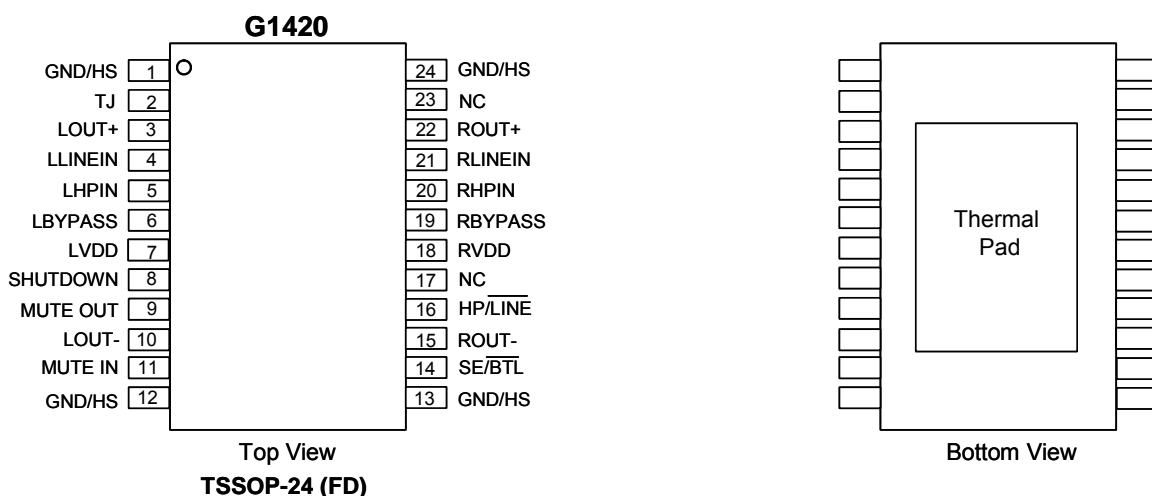 G1420
GND/HS 1 24 GND/HS
TJ 2 23 NC
LOUT+ 3 22 ROUT+
LLINEIN 4 21 RLINEIN
LHPIN 5 20 RHPIN
LBYPASS 6 19 RBYPASS
LVDD 7 18 RVDD
SHUTDOWN 8 17 NC
MUTE OUT 9 16 HP/LINE
LOUT- 10 15 ROUT-
MUTE IN 11 14 SE/BTL
GND/HS 12 13 GND/HS
Top View
TSSOP-24 (FD)
Thermal
Pad
Bottom View